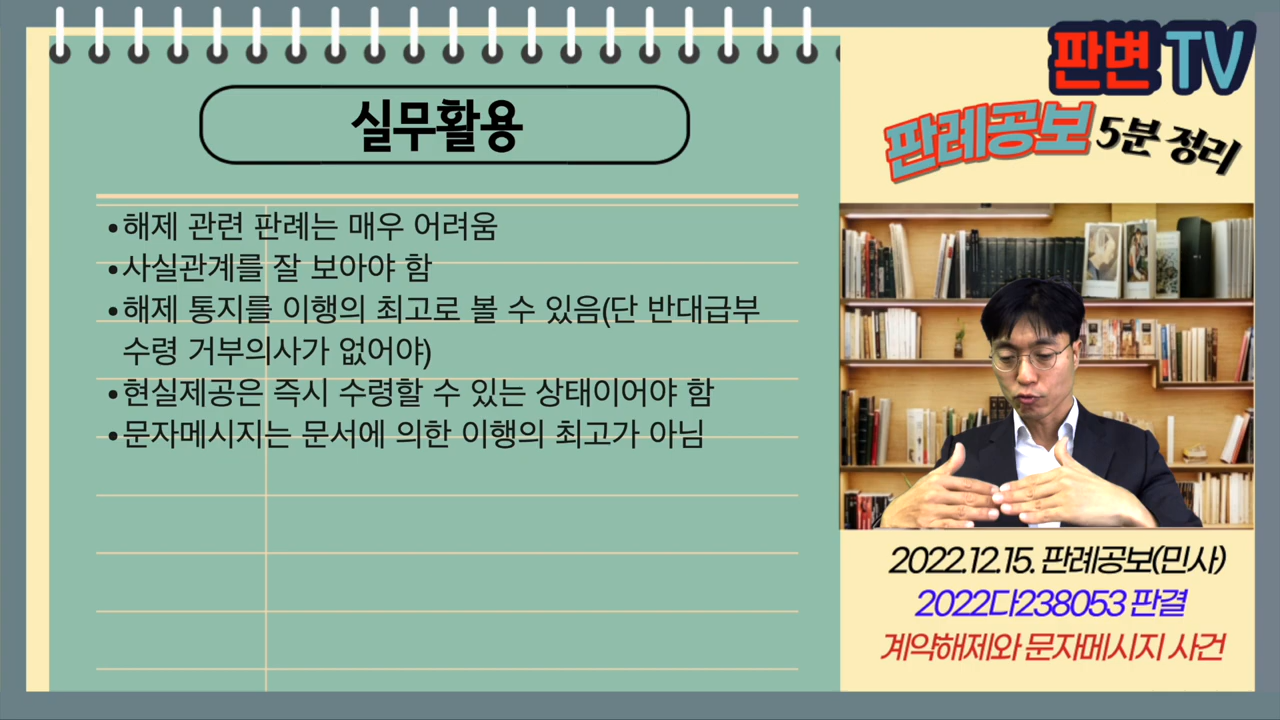 판변 TV
판례공보 5분 정리
실무활용
•해제 관련 판례는 매우 어려움
•사실관계를 잘 보아야 함
•해제 통지를 이행의 최고로 볼 수 있음(단 반대급부
수령 거부의사가 없어야)
•현실제공은 즉시 수령할 수 있는 상태이어야 함
•문자메시지는 문서에 의한 이행의 최고가 아님
2022.12.15. 판례공보(민사)
2022다238053 판결
계약해제와 문자메시지 사건